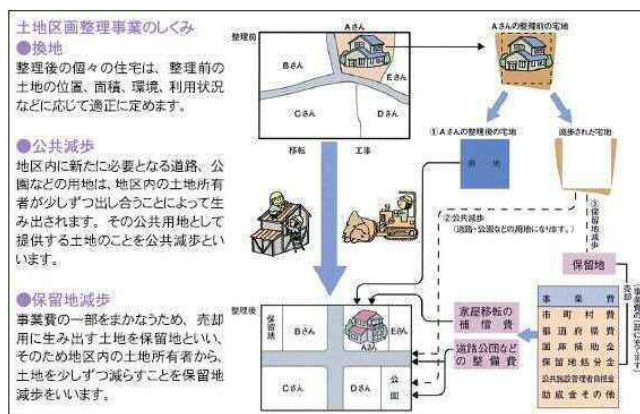 土地区画整理事業のしくみ
●換地
整理後の個々の住宅は、整理前の
土地の位置、面積、環境、利用状況
などに応じて適正に定めます。
●公共減歩
地区内に新たに必要となる道路、公
園などの用地は、地区内の土地所有
者が少しずつ出し合うことによって生
み出されます。その公共用地として
提供する土地のことを公共減歩とい
います。
●保留地減歩
事業費の一部をまかなうため、売却
用に生み出す土地を保留地といい、
そのため地区内の土地所有者から、
土地を少しずつ減らすことを保留地
減歩をいいます。
整理前
Aさん
Bさん
Eさん
Cさん
Dさん
移転
工事
Aさんの整理前の宅地
①Aさんの整理後の宅地
減歩された宅地
換地
②公共減歩
(道路・公園などの用地になります。)
③保留地減歩
保留地
売却
(事業費の一部に充てます)
整理後
保留地
Bさん
Aさん
Eさん
Cさん
Dさん
公園
家屋移転の
補償費
道路公園などの
整備費
事業費
市町村費
都道府県費
国庫補助金
保留地処分金
公共施設管理者負担金
助成金その他